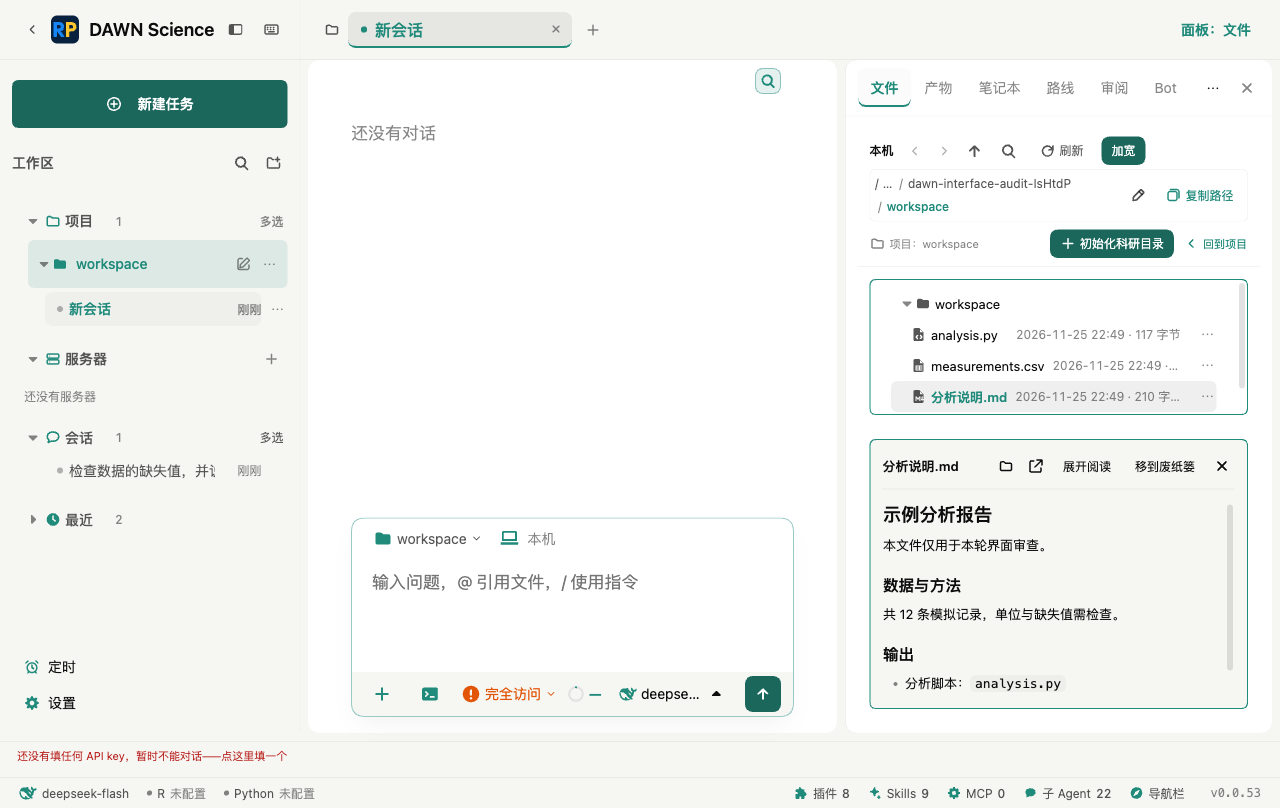 RP DAWN Science
新会话
面板：文件
新建任务
工作区
项目 1 多选
workspace
新会话 刚刚
服务器
还没有服务器
会话 1 多选
检查数据的缺失值，并 刚刚
最近 2
定时
设置
还没有对话
workspace 本机
输入问题，@ 引用文件，/ 使用指令
完全访问 deepse...
文件 产物 笔记本 路线 审阅 Bot ...
本机 刷新 加宽
/ ... / dawn-interface-audit-lsHtdP
/ workspace
复制路径
项目：workspace 初始化科研目录 回到项目
workspace
analysis.py 2026-11-25 22:49 · 117 字节
measurements.csv 2026-11-25 22:49 ·...
分析说明.md 2026-11-25 22:49 · 210 字...
分析说明.md 展开阅读 移到废纸篓
示例分析报告
本文件仅用于本轮界面审查。
数据与方法
共 12 条模拟记录，单位与缺失值需检查。
输出
• 分析脚本： analysis.py
还没有填任何 API key，暂时不能对话——点这里填一个
deepseek-flash R 未配置 Python 未配置
插件 8 Skills 9 MCP 0 子 Agent 22 导航栏 v0.0.53